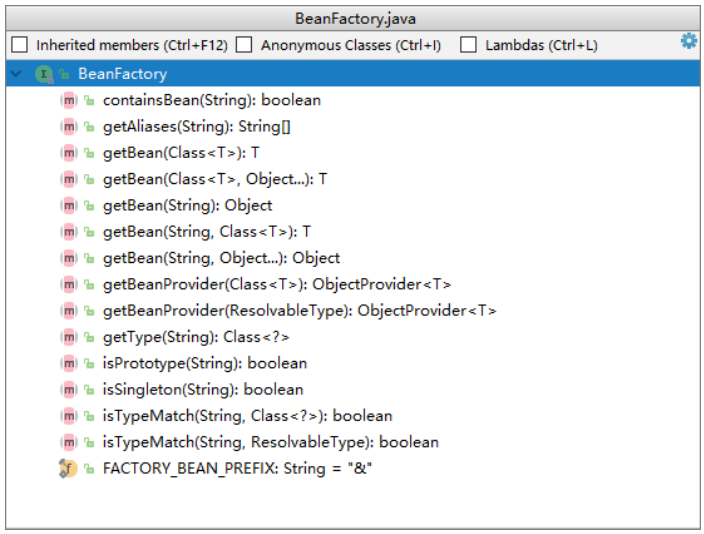 BeanFactory.java
Inherited members (Ctrl+F12) Anonymous Classes (Ctrl+I) Lambdas (Ctrl+L)
I BeanFactory
m containsBean(String): boolean
m getAliases(String): String[]
m getBean(Class<T>): T
m getBean(Class<T>, Object...): T
m getBean(String): Object
m getBean(String, Class<T>): T
m getBean(String, Object...): Object
m getBeanProvider(Class<T>): ObjectProvider<T>
m getBeanProvider(ResolvableType): ObjectProvider<T>
m getType(String): Class<?>
m isPrototype(String): boolean
m isSingleton(String): boolean
m isTypeMatch(String, Class<?>): boolean
m isTypeMatch(String, ResolvableType): boolean
f FACTORY_BEAN_PREFIX: String = "&"